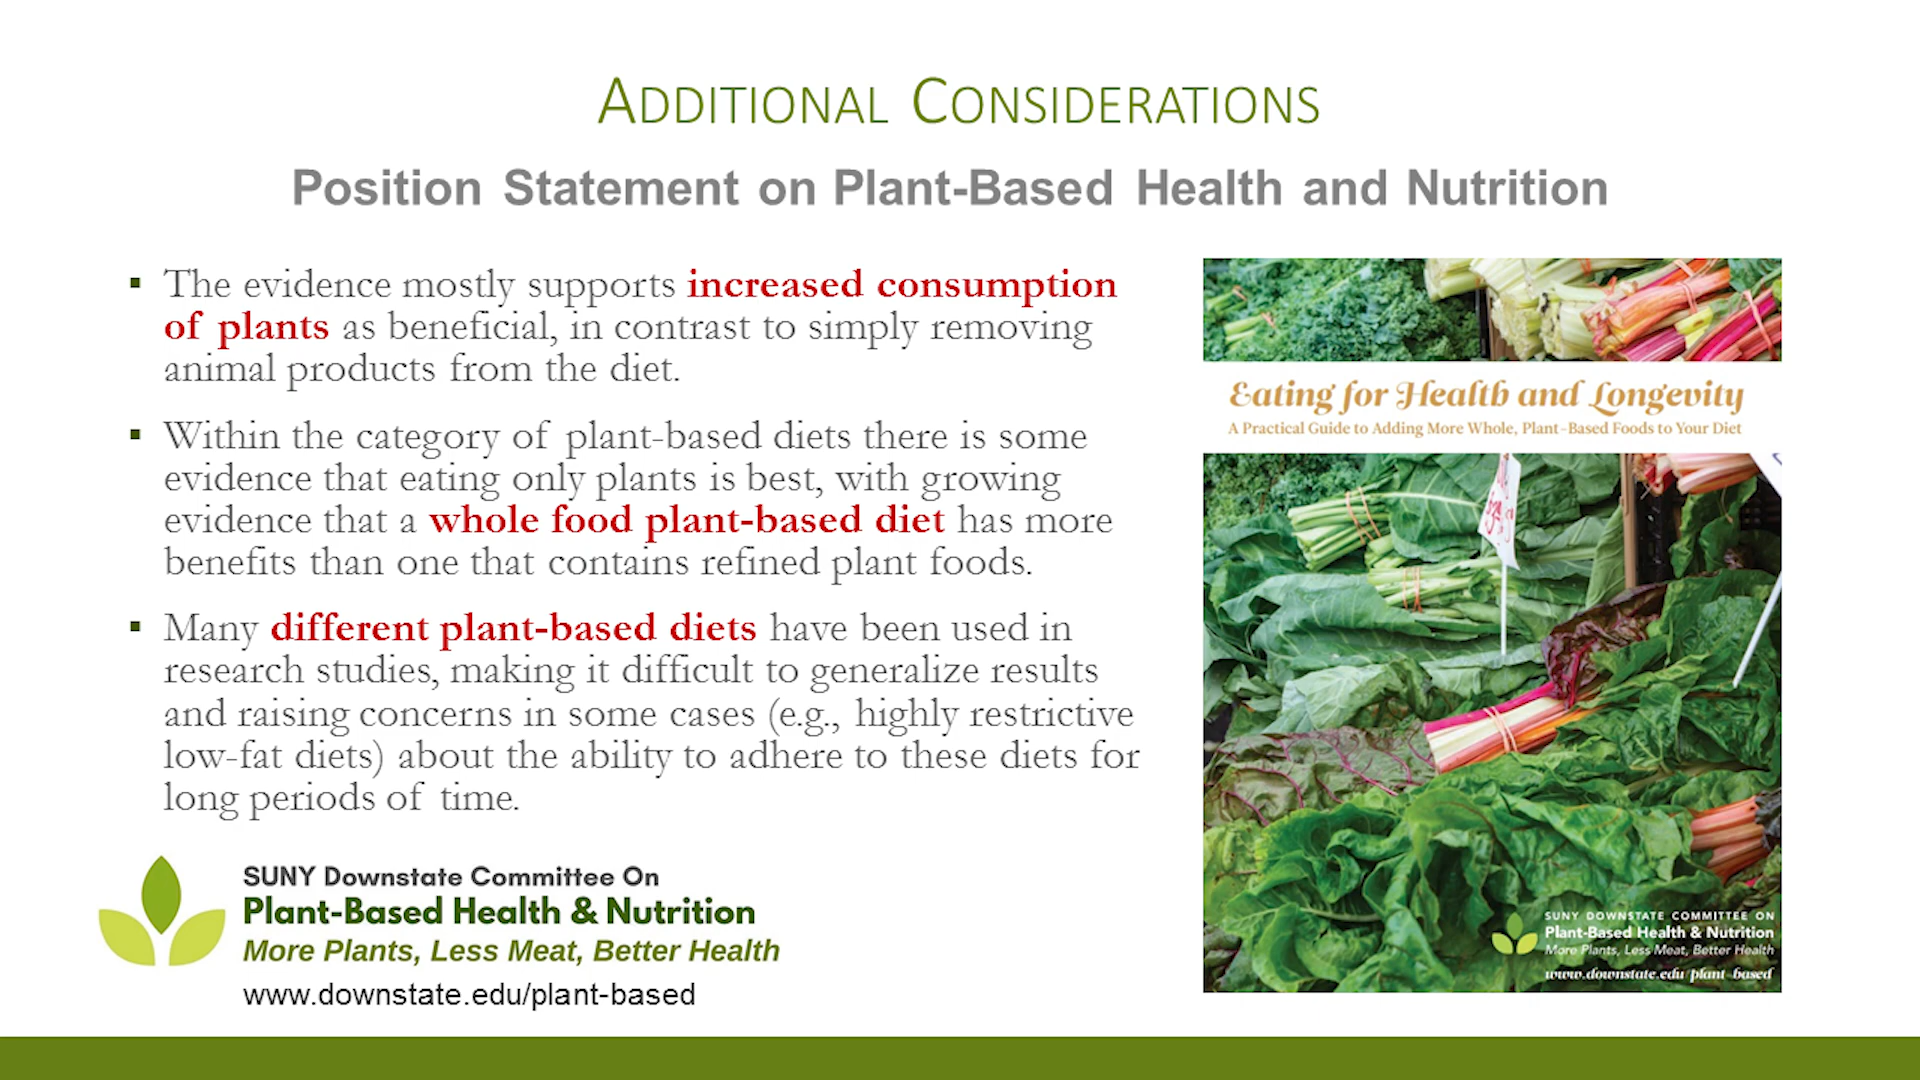 ADDITIONAL CONSIDERATIONS
Position Statement on Plant-Based Health and Nutrition
▪ The evidence mostly supports increased consumption
of plants as beneficial, in contrast to simply removing
animal products from the diet.
▪ Within the category of plant-based diets there is some
evidence that eating only plants is best, with growing
evidence that a whole food plant-based diet has more
benefits than one that contains refined plant foods.
▪ Many different plant-based diets have been used in
research studies, making it difficult to generalize results
and raising concerns in some cases (e.g., highly restrictive
low-fat diets) about the ability to adhere to these diets for
long periods of time.
SUNY Downstate Committee On
Plant-Based Health & Nutrition
More Plants, Less Meat, Better Health
www.downstate.edu/plant-based
Eating for Health and Longevity
A Practical Guide to Adding More Whole, Plant-Based Foods to Your Diet
SUNY DOWNSTATE COMMITTEE ON
Plant-Based Health & Nutrition
More Plants, Less Meat, Better Health
www.downstate.edu/plant-based